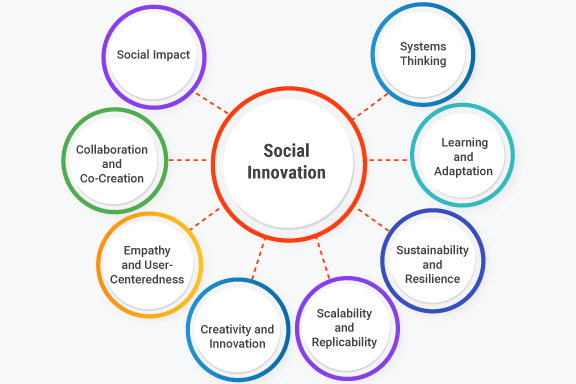 Social Impact
Systems
Thinking
Collaboration
and
Co-Creation
Social
Innovation
Learning
and
Adaptation
Empathy
and User-
Centeredness
Sustainability
and
Resilience
Creativity and
Innovation
Scalability
and
Replicability